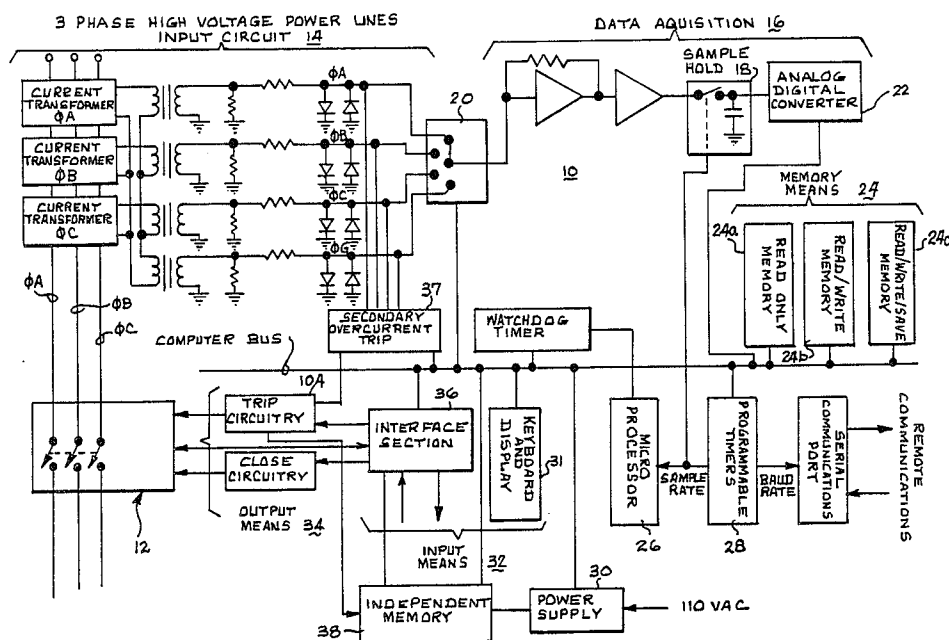 3 PHASE HIGH VOLTAGE POWER LINES
INPUT CIRCUIT 14
DATA AQUISITION 16
CURRENT
TRANSFORMER
ΦA
CURRENT
TRANSFORMER
ΦB
CURRENT
TRANSFORMER
ΦC
ΦA
ΦB
ΦC
ΦG
20
10
SAMPLE
HOLD 18
ANALOG
DIGITAL
CONVERTER
22
MEMORY
MEANS 24
24a
READ ONLY
MEMORY
READ/WRITE
MEMORY
24b
READ/WRITE/SAVE
MEMORY
24c
ΦA
ΦB
ΦC
37
SECONDARY
OVERCURRENT
TRIP
WATCHDOG
TIMER
COMPUTER BUS
10A
TRIP
CIRCUITRY
CLOSE
CIRCUITRY
OUTPUT
MEANS 34
12
36
INTERFACE
SECTION
KEYBOARD
AND
DISPLAY
31
INPUT
MEANS 32
MICRO
PROCESSOR
26
SAMPLE
RATE
PROGRAMMABLE
TIMERS
28
BAUD
RATE
SERIAL
COMMUNICATIONS
PORT
REMOTE
COMMUNICATIONS
INDEPENDENT
MEMORY
38
30
POWER
SUPPLY
110 VAC